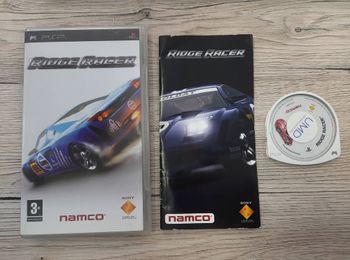 PSP
RIDGE RACER
3+
namco
SONY
RIDGE RACER
namco
SONY
UMD
RIDGE RACER